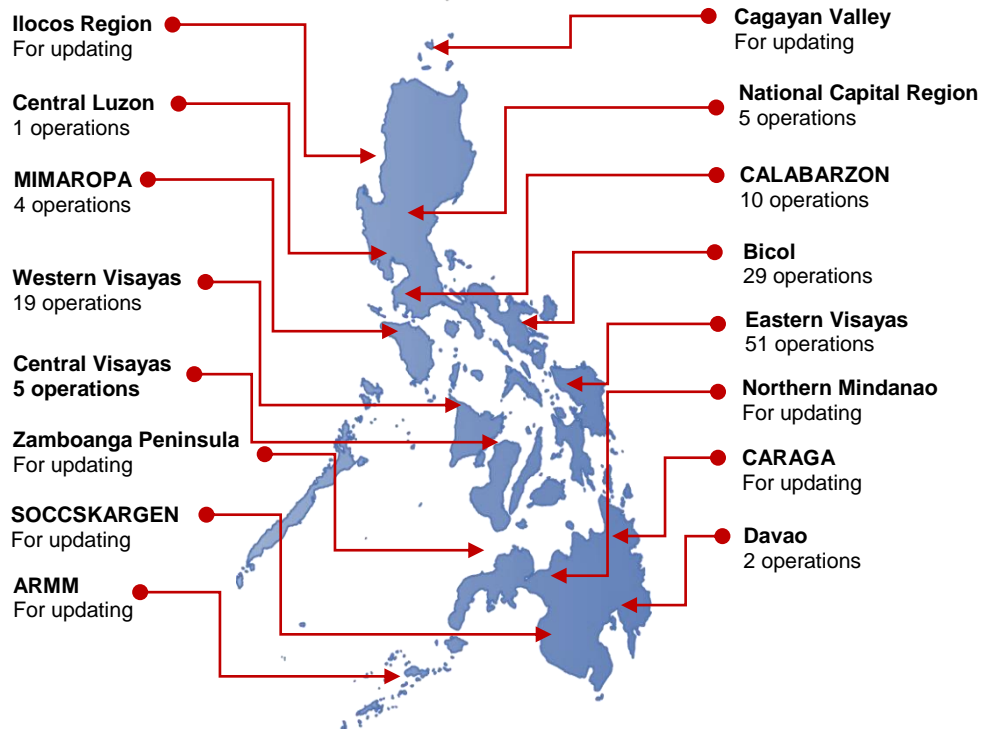 Ilocos Region
For updating
Central Luzon
1 operations
MIMAROPA
4 operations
Western Visayas
19 operations
Central Visayas
5 operations
Zamboanga Peninsula
For updating
SOCCSKARGEN
For updating
ARMM
For updating
Cagayan Valley
For updating
National Capital Region
5 operations
CALABARZON
10 operations
Bicol
29 operations
Eastern Visayas
51 operations
Northern Mindanao
For updating
CARAGA
For updating
Davao
2 operations